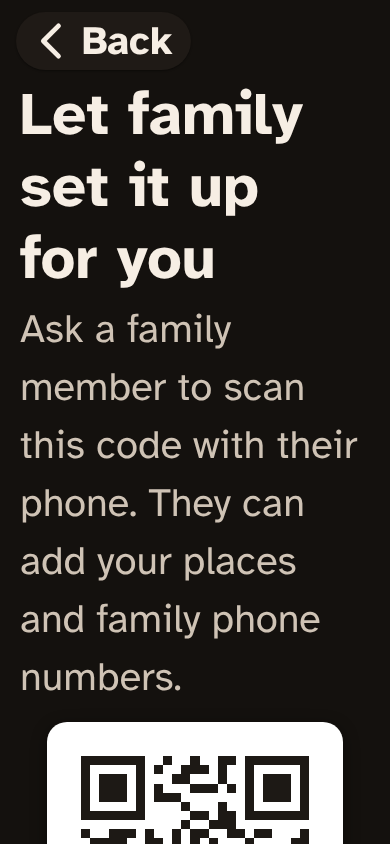 Back
Let family
set it up
for you
Ask a family
member to scan
this code with their
phone. They can
add your places
and family phone
numbers.